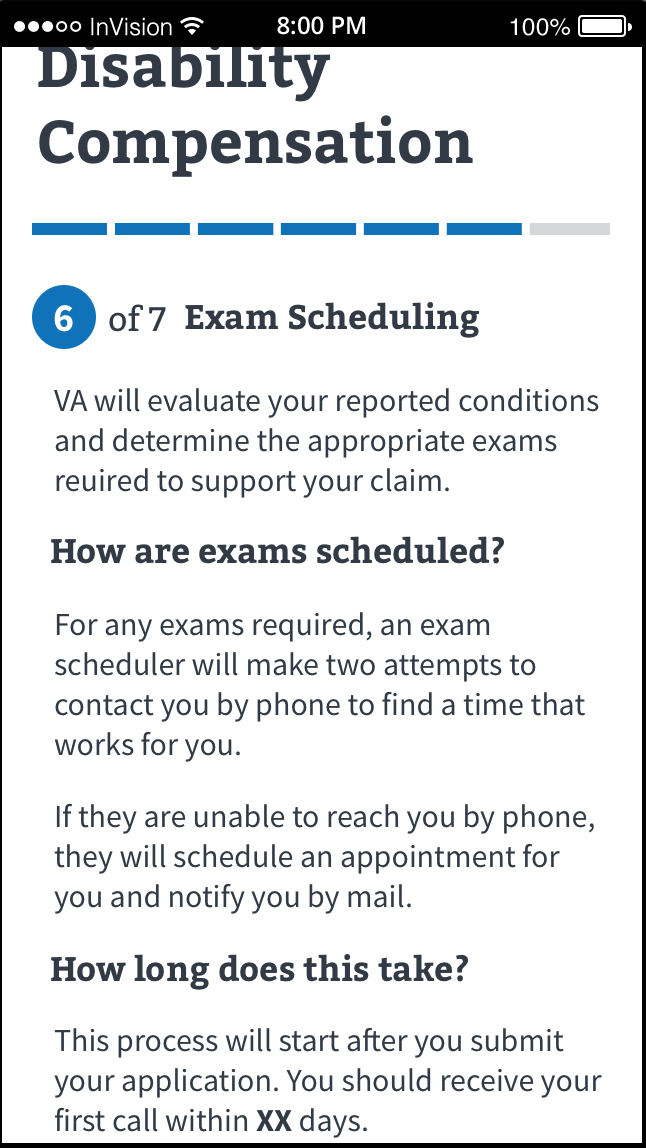 InVision 8:00 PM 100%
Disability
Compensation
6 of 7 Exam Scheduling
VA will evaluate your reported conditions
and determine the appropriate exams
reuired to support your claim.
How are exams scheduled?
For any exams required, an exam
scheduler will make two attempts to
contact you by phone to find a time that
works for you.
If they are unable to reach you by phone,
they will schedule an appointment for
you and notify you by mail.
How long does this take?
This process will start after you submit
your application. You should receive your
first call within XX days.